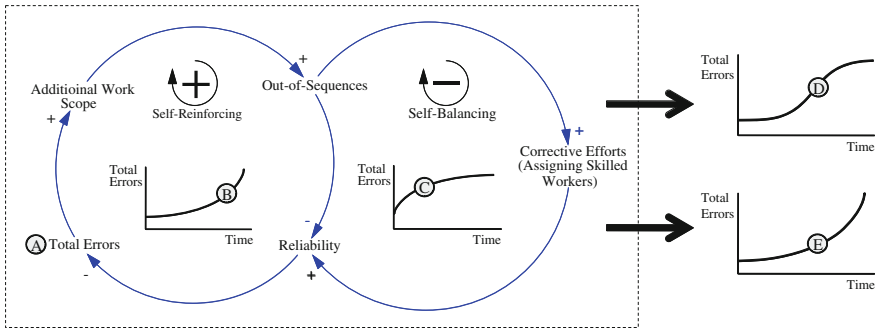 +
Out-of-Sequences
Additioinal Work
Scope
+
+
Self-Reinforcing
−
Self-Balancing
+
Corrective Efforts
(Assigning Skilled
Workers)
Total
Errors
B
Time
Total
Errors
C
Time
A Total Errors
-
-
Reliability
+
Total
Errors
D
Time
Total
Errors
E
Time